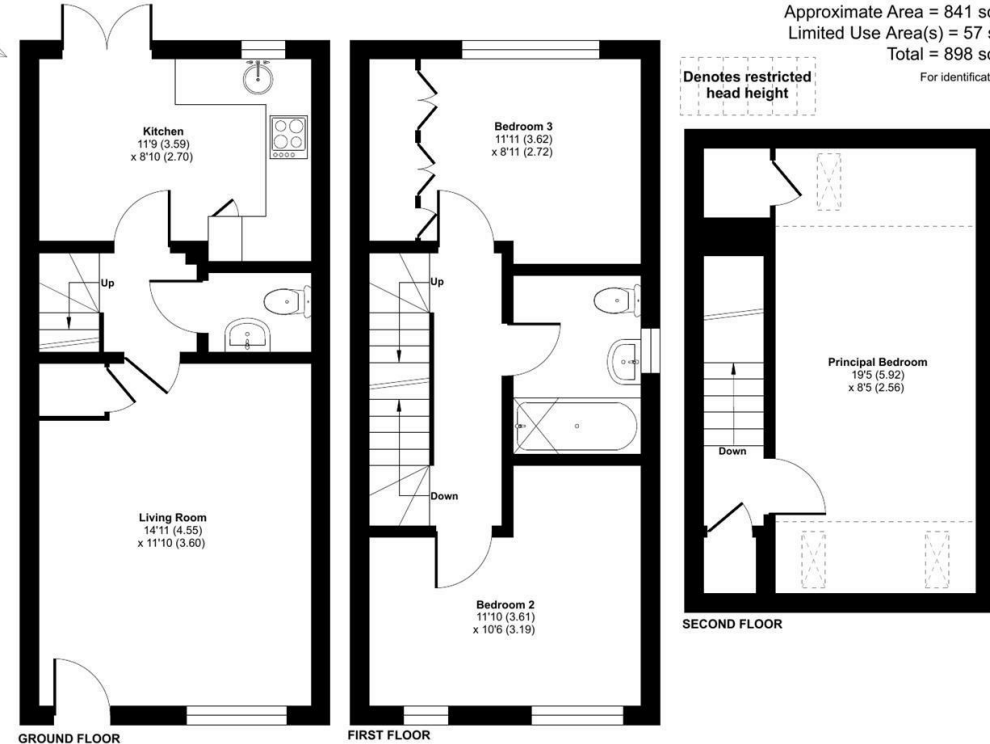 Approximate Area = 841 sq
Limited Use Area(s) = 57 s
Total = 898 sq
For identificat
Denotes restricted
head height
Kitchen
11'9 (3.59)
x 8'10 (2.70)
Up
Living Room
14'11 (4.55)
x 11'10 (3.60)
GROUND FLOOR
Bedroom 3
11'11 (3.62)
x 8'11 (2.72)
Up
Down
Bedroom 2
11'10 (3.61)
x 10'6 (3.19)
FIRST FLOOR
Principal Bedroom
19'5 (5.92)
x 8'5 (2.56)
Down
SECOND FLOOR